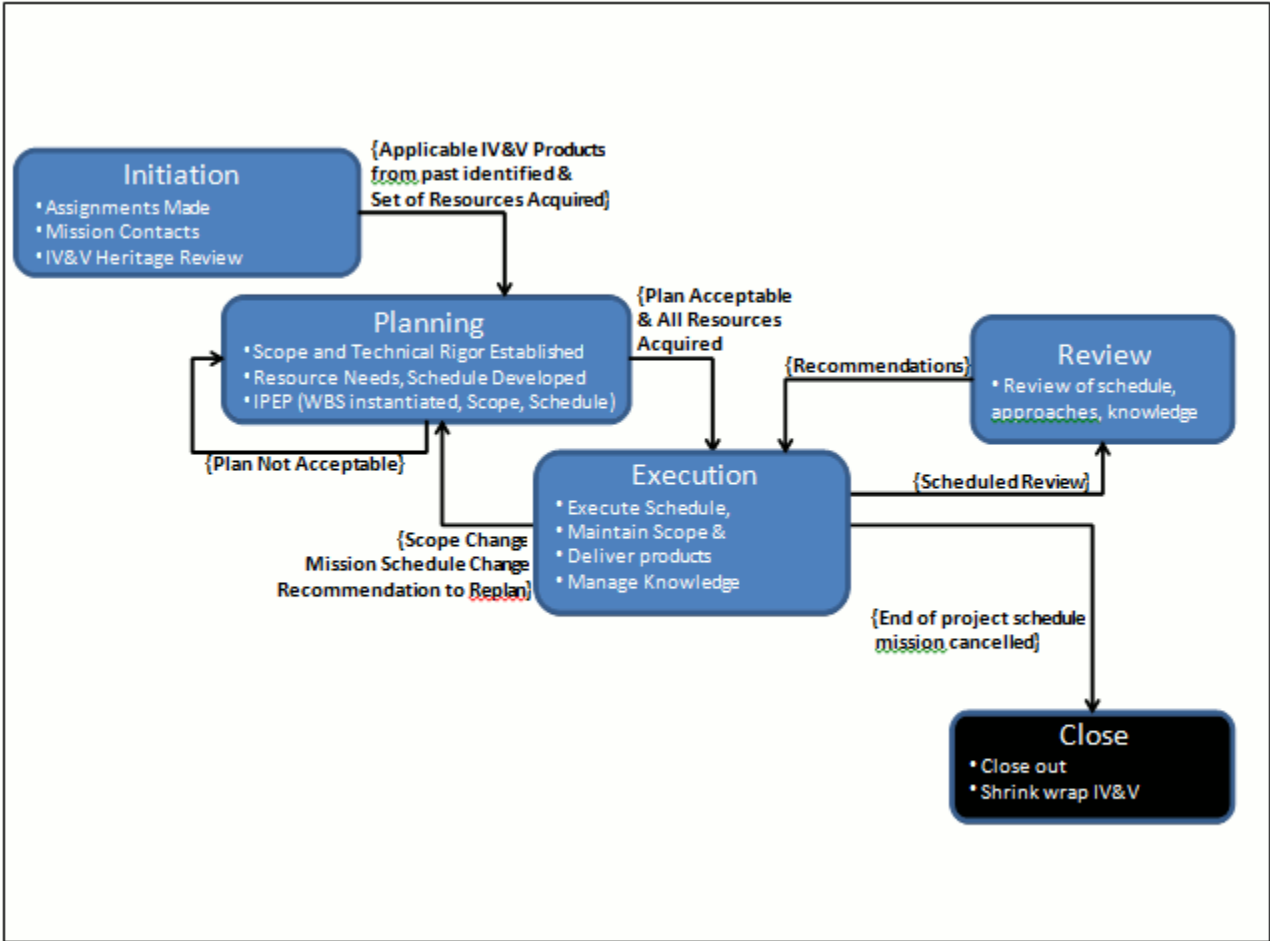 Initiation
• Assignments Made
• Mission Contacts
• IV&V Heritage Review
{Applicable IV&V Products
from past identified &
Set of Resources Acquired}
Planning
• Scope and Technical Rigor Established
• Resource Needs, Schedule Developed
• IPEP (WBS instantiated, Scope, Schedule)
{Plan Acceptable
& All Resources
Acquired
{Plan Not Acceptable}
{Recommendations}
Review
• Review of schedule,
approaches, knowledge
Execution
• Execute Schedule,
• Maintain Scope &
• Deliver products
• Manage Knowledge
{Scheduled Review}
{Scope Change
Mission Schedule Change
Recommendation to Replan}
{End of project schedule
mission cancelled}
Close
• Close out
• Shrink wrap IV&V